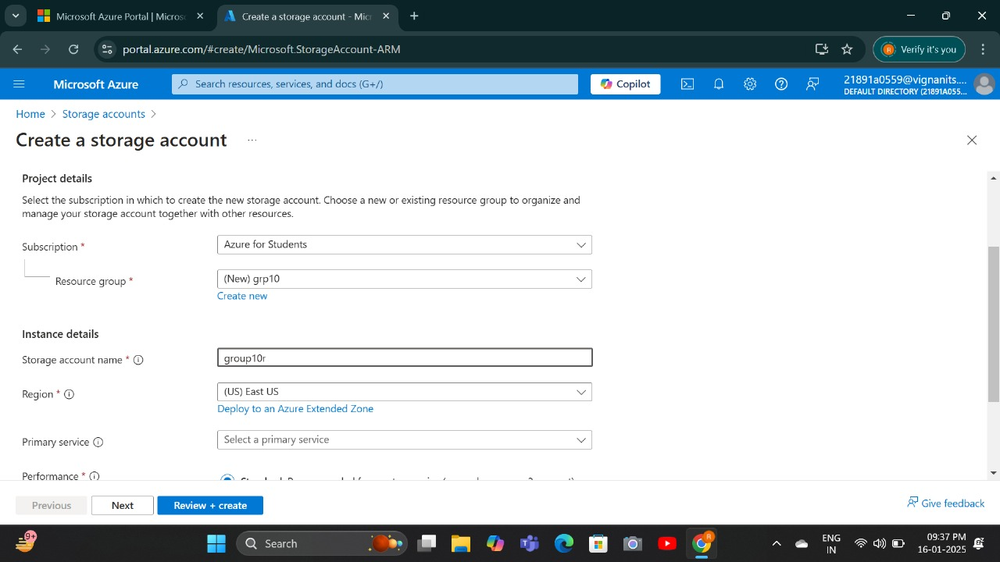 Microsoft Azure Portal | Micros
Create a storage account - Mic
portal.azure.com/#create/Microsoft.StorageAccount-ARM
Verify it's you
Microsoft Azure
Search resources, services, and docs (G+/)
Copilot
21891a0559@vignanits....
DEFAULT DIRECTORY (21891A055...
Home > Storage accounts >
Create a storage account ...
Project details
Select the subscription in which to create the new storage account. Choose a new or existing resource group to organize and
manage your storage account together with other resources.
Subscription *
Azure for Students
Resource group *
(New) grp10
Create new
Instance details
Storage account name *
group10r
Region *
(US) East US
Deploy to an Azure Extended Zone
Primary service
Select a primary service
Performance *
Previous
Next
Review + create
Give feedback
9+
Search
ENG
IN
09:37 PM
16-01-2025